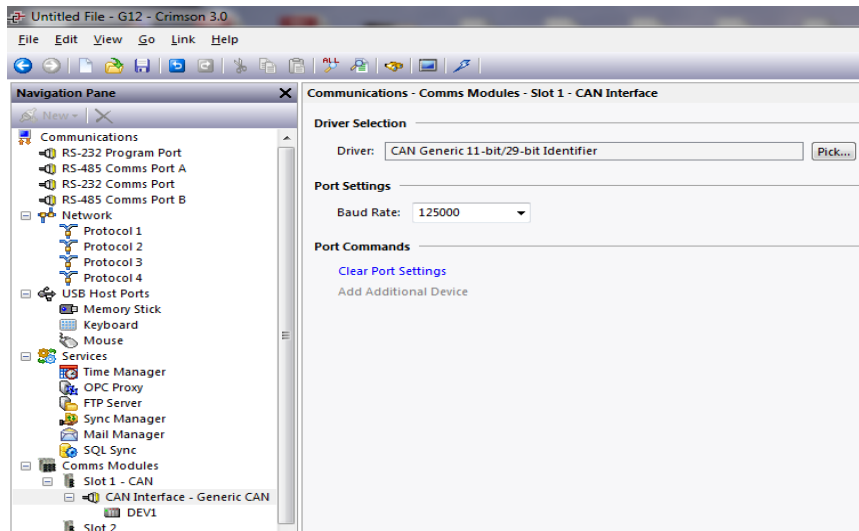 Untitled File - G12 - Crimson 3.0
File Edit View Go Link Help
ALL
Navigation Pane
New
Communications
RS-232 Program Port
RS-485 Comms Port A
RS-232 Comms Port
RS-485 Comms Port B
Network
Protocol 1
Protocol 2
Protocol 3
Protocol 4
USB Host Ports
Memory Stick
Keyboard
Mouse
Services
Time Manager
OPC Proxy
FTP Server
Sync Manager
Mail Manager
SQL Sync
Comms Modules
Slot 1 - CAN
CAN Interface - Generic CAN
DEV1
Slot 2
Communications - Comms Modules - Slot 1 - CAN Interface
Driver Selection
Driver: CAN Generic 11-bit/29-bit Identifier Pick...
Port Settings
Baud Rate: 125000
Port Commands
Clear Port Settings
Add Additional Device